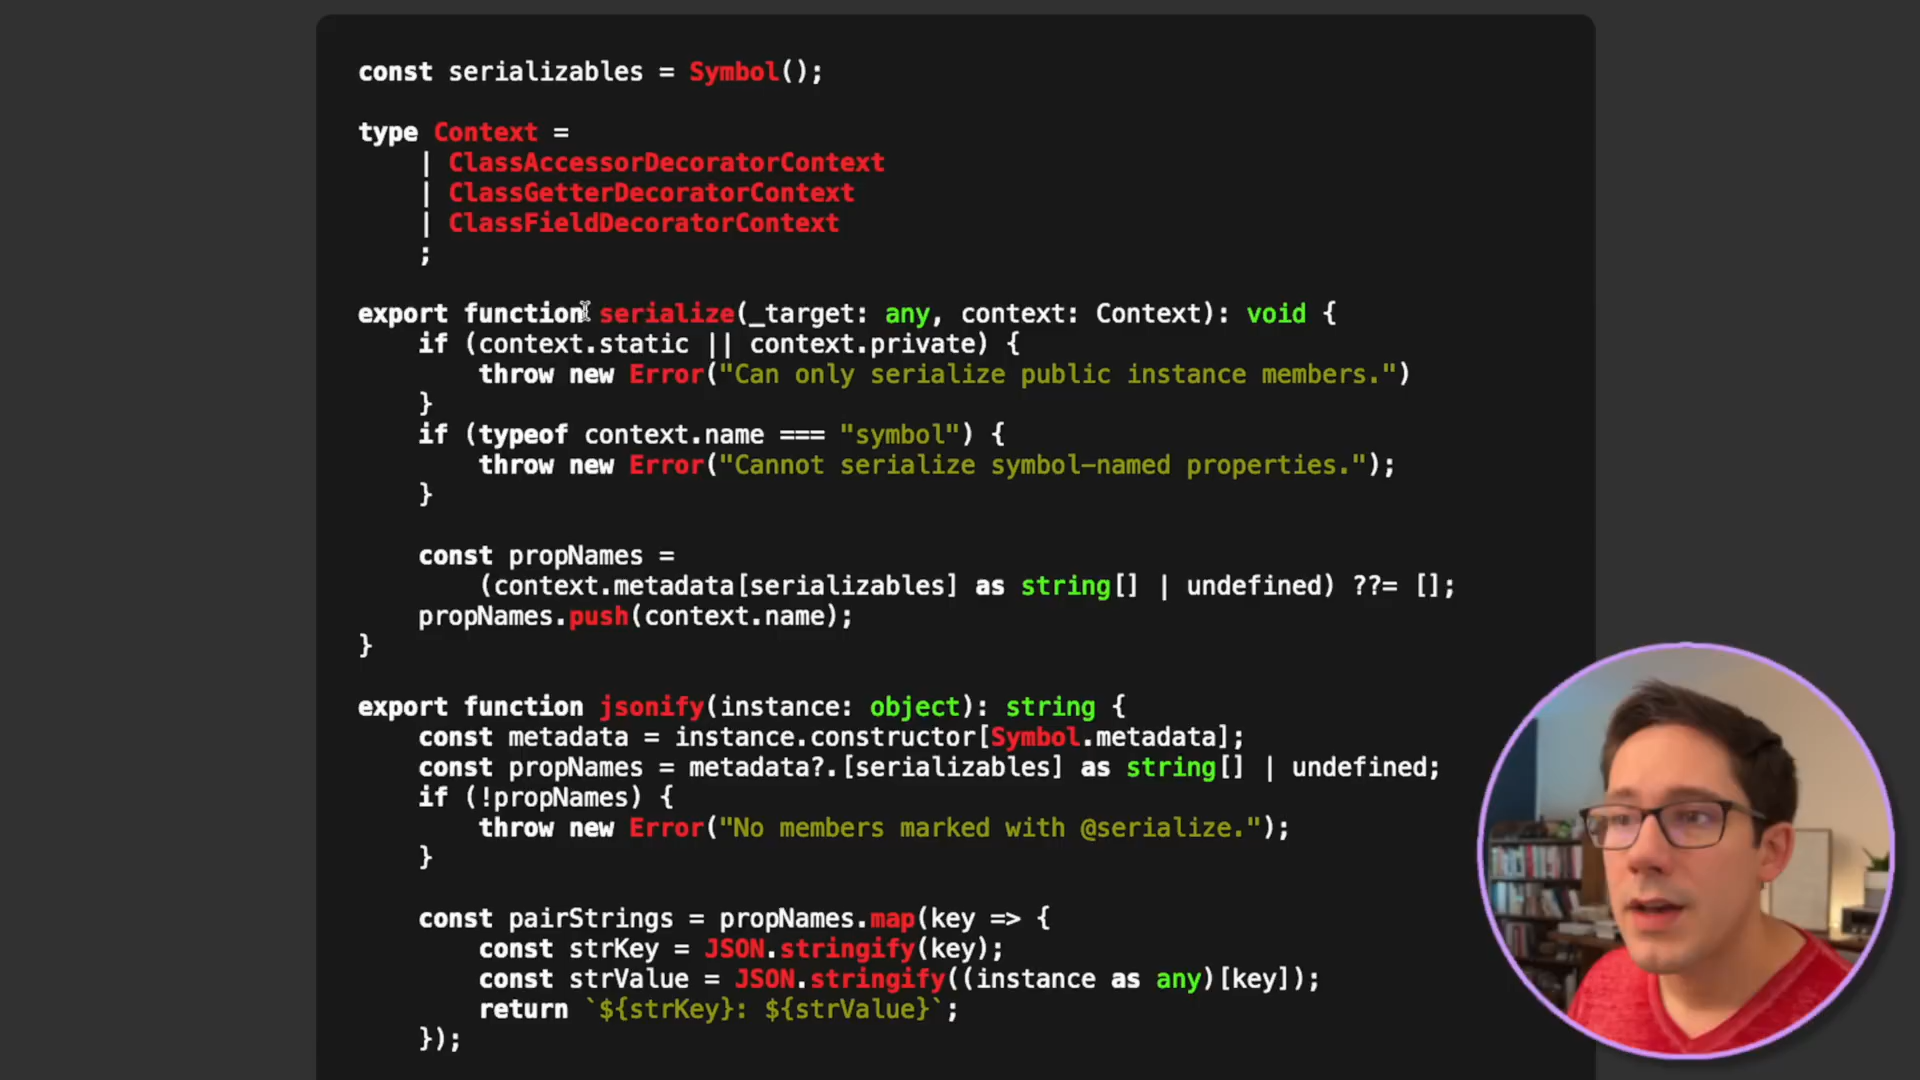 const serializables = Symbol();
type Context =
| ClassAccessorDecoratorContext
| ClassGetterDecoratorContext
| ClassFieldDecoratorContext
;
export function serialize(_target: any, context: Context): void {
if (context.static || context.private) {
throw new Error("Can only serialize public instance members.")
}
if (typeof context.name === "symbol") {
throw new Error("Cannot serialize symbol-named properties.");
}
const propNames =
(context.metadata[serializables] as string[] | undefined) ??= [];
propNames.push(context.name);
}
export function jsonify(instance: object): string {
const metadata = instance.constructor[Symbol.metadata];
const propNames = metadata?.[serializables] as string[] | undefined;
if (!propNames) {
throw new Error("No members marked with @serialize.");
}
const pairStrings = propNames.map(key => {
const strKey = JSON.stringify(key);
const strValue = JSON.stringify((instance as any)[key]);
return `${strKey}: ${strValue}`;
});